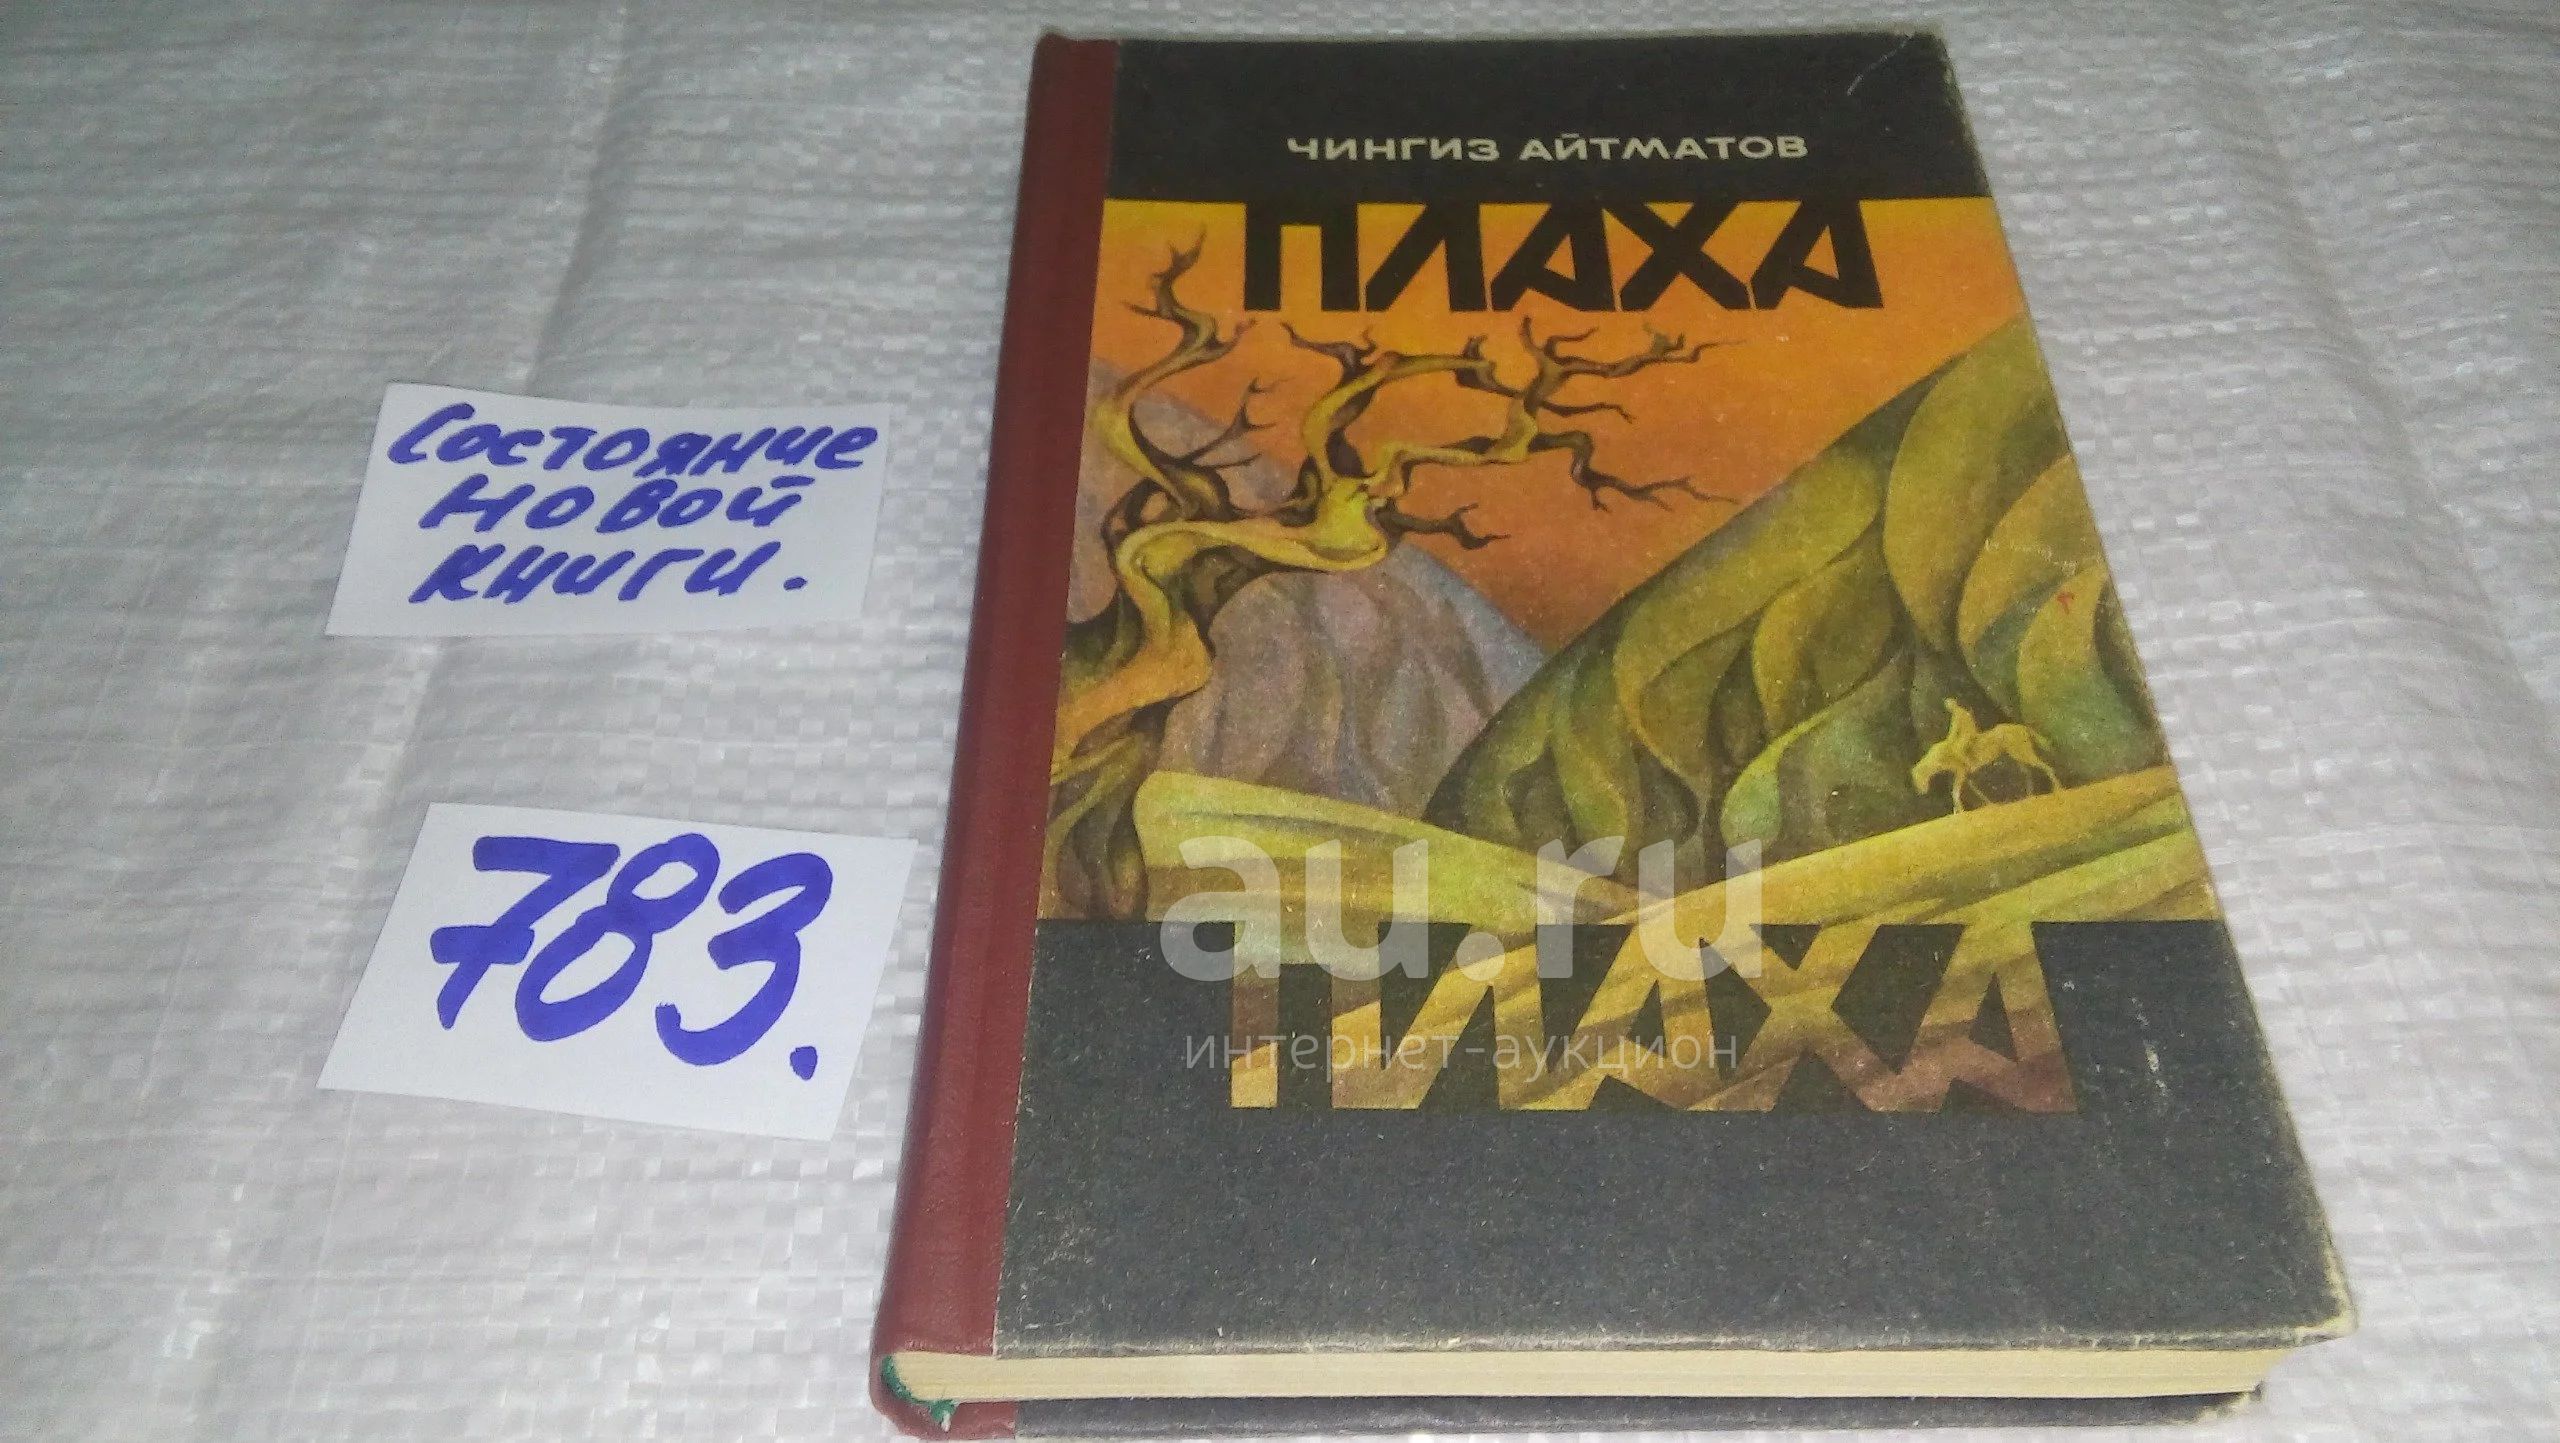 Состояние
новой
книги.
783.
ЧИНГИЗ АЙТМАТОВ
ПЛАХА
au.ru
ПЛАХА
интернет-аукцион